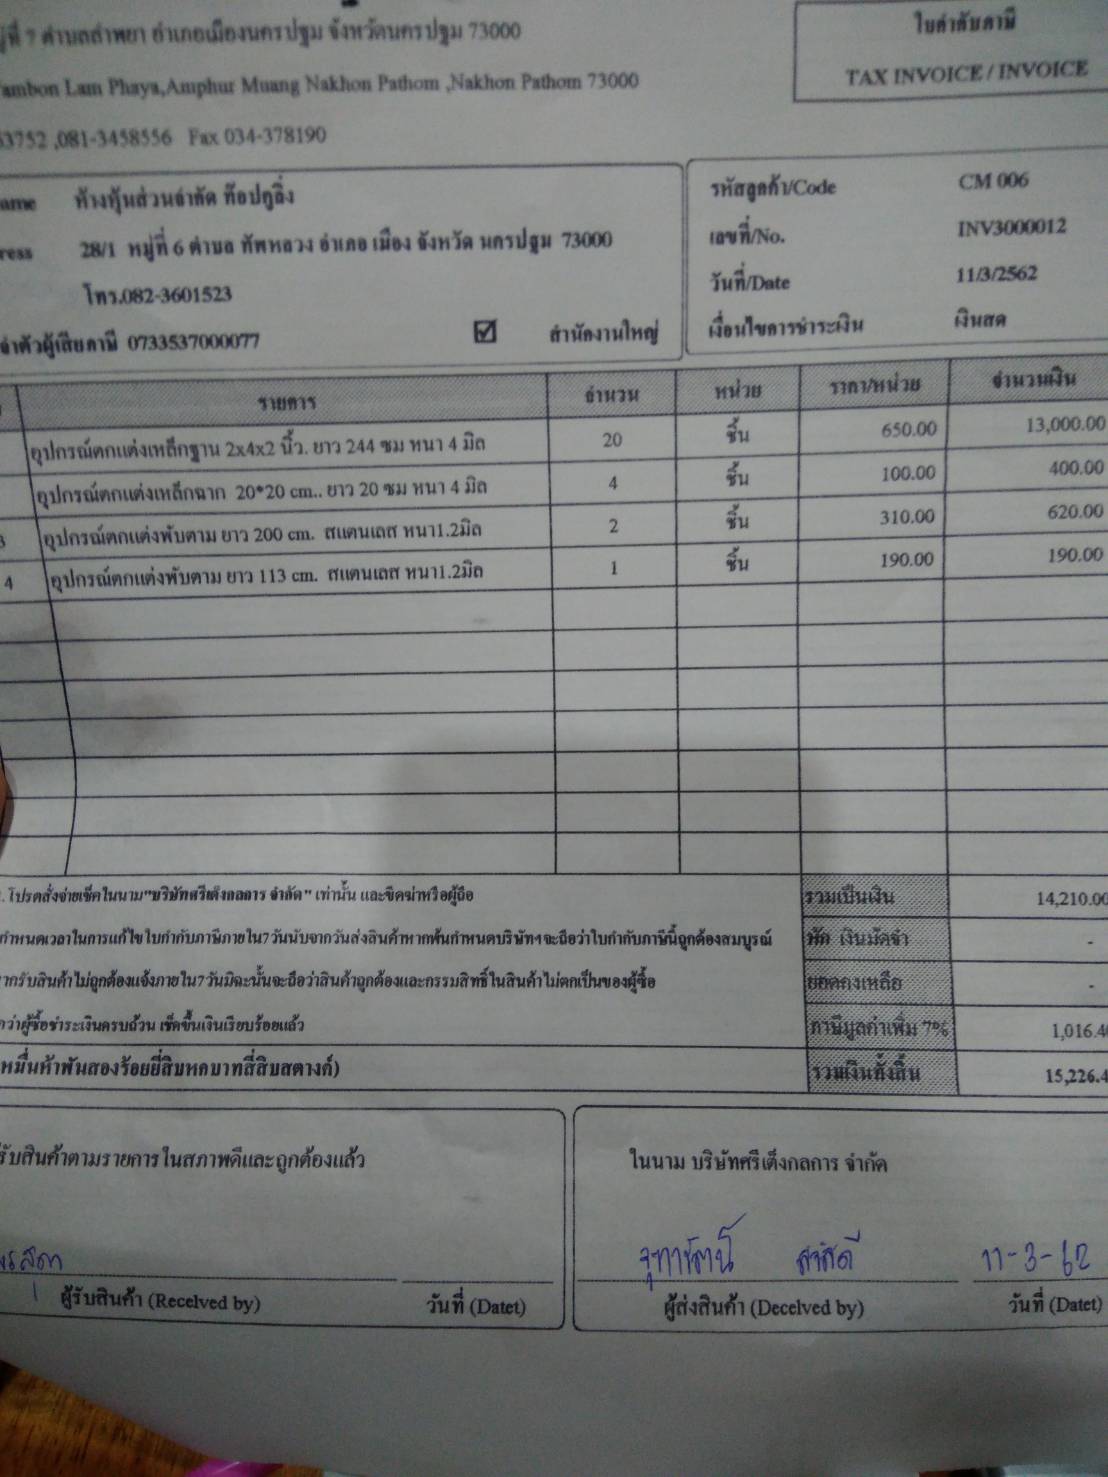 ที่ 7 ตำบลลำพยา อำเภอเมืองนครปฐม จังหวัดนครปฐม 73000
ใบกำกับภาษี
TAX INVOICE / INVOICE
ambon Lam Phaya,Amphur Muang Nakhon Pathom ,Nakhon Pathom 73000
53752 ,081-3458556 Fax 034-378190
ame ห้างหุ้นส่วนจำกัด ท๊อปกูลิ่ง
ress 28/1 หมู่ที่ 6 ตำบล ทัพหลวง อำเภอ เมือง จังหวัด นครปฐม 73000
โทร.082-3601523
จำตัวผู้เสียภาษี 0733537000077 ☑ สำนักงานใหญ่
รหัสลูกค้า/Code CM 006
เลขที่/No. INV3000012
วันที่/Date 11/3/2562
เงื่อนไขการชำระเงิน เงินสด
รายการ จำนวน หน่วย ราคา/หน่วย จำนวนเงิน
อุปกรณ์ตกแต่งเหล็กฐาน 2x4x2 นิ้ว. ยาว 244 ซม หนา 4 มิล 20 ชิ้น 650.00 13,000.00
อุปกรณ์ตกแต่งเหล็กฉาก 20*20 cm.. ยาว 20 ซม หนา 4 มิล 4 ชิ้น 100.00 400.00
3 อุปกรณ์ตกแต่งพับตาม ยาว 200 cm. สแตนเลส หนา1.2มิล 2 ชิ้น 310.00 620.00
4 อุปกรณ์ตกแต่งพับตาม ยาว 113 cm. สแตนเลส หนา1.2มิล 1 ชิ้น 190.00 190.00
. โปรดสั่งจ่ายเช็คในนาม"บริษัทศรีเต็งกลการ จำกัด" เท่านั้น และขีดฆ่าหรือผู้ถือ
รวมเป็นเงิน 14,210.00
กำหนดเวลาในการแก้ไขใบกำกับภาษีภายใน7วันนับจากวันส่งสินค้าหากพ้นกำหนดบริษัทฯจะถือว่าใบกำกับภาษีนี้ถูกต้องสมบูรณ์
หัก เงินมัดจำ -
ากรับสินค้าไม่ถูกต้องแจ้งภายใน7วันมิฉะนั้นจะถือว่าสินค้าถูกต้องและกรรมสิทธิ์ในสินค้าไม่ตกเป็นของผู้ซื้อ
ยอดคงเหลือ -
กว่าผู้ซื้อชำระเงินครบถ้วน เช็คขึ้นเงินเรียบร้อยแล้ว
ภาษีมูลค่าเพิ่ม 7% 1,016.4
หมื่นห้าพันสองร้อยยี่สิบหกบาทสี่สิบสตางค์)
รวมเงินทั้งสิ้น 15,226.4
รับสินค้าตามรายการในสภาพดีและถูกต้องแล้ว
ในนาม บริษัทศรีเต็งกลการ จำกัด
จุฑารัตน์ 11-3-62
ผู้รับสินค้า (Recelved by) วันที่ (Datet)
ผู้ส่งสินค้า (Decelved by) วันที่ (Datet)